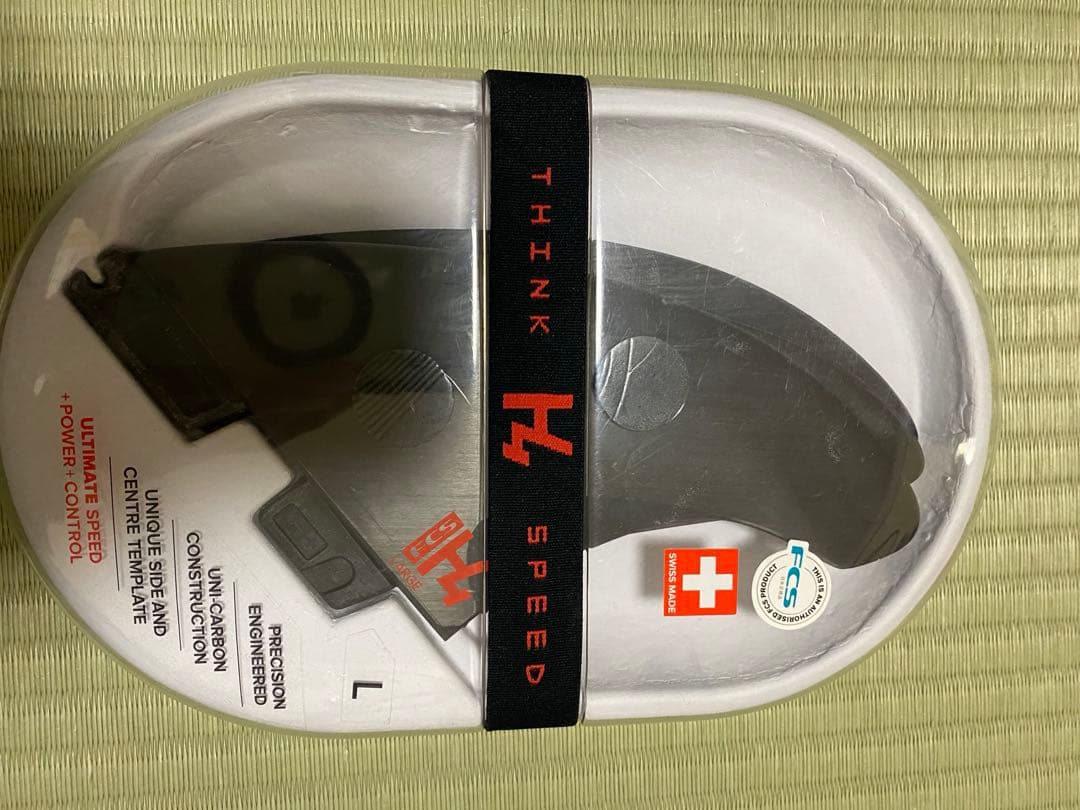 THIS IS AN AUTHORISED FCS PRODUCT
FCS
SWISS MADE
THINK H4 SPEED
H4
L
PRECISION
ENGINEERED
UNI-CARBON
CONSTRUCTION
UNIQUE SIDE AND
CENTRE TEMPLATE
ULTIMATE SPEED
+POWER+CONTROL